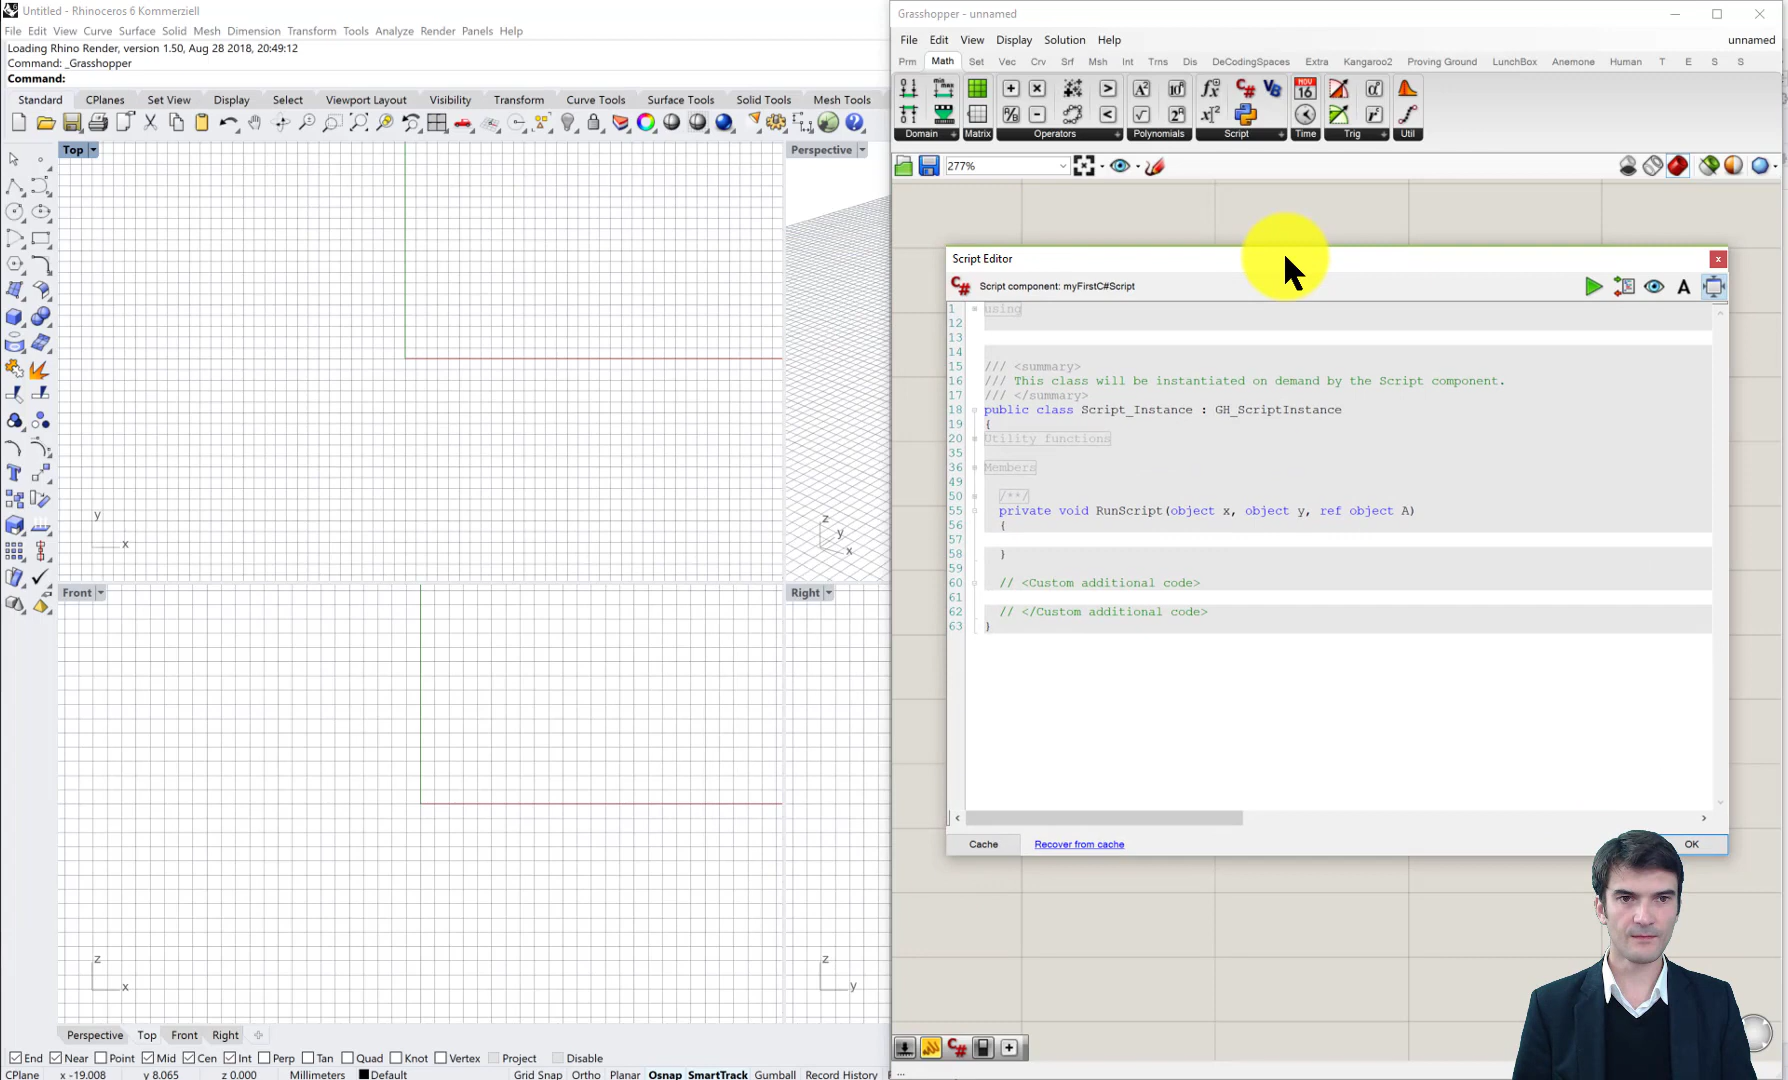 Untitled - Rhinoceros 6 Kommerziell
File Edit View Curve Surface Solid Mesh Dimension Transform Tools Analyze Render Panels Help
Loading Rhino Render, version 1.50, Aug 28 2018, 20:49:12
Command: _Grasshopper
Command:
Standard CPlanes Set View Display Select Viewport Layout Visibility Transform Curve Tools Surface Tools Solid Tools Mesh Tools
Top
Perspective
y
x
z
y
x
Front
Right
z
x
z
y
Perspective Top Front Right
End Near Point Mid Cen Int Perp Tan Quad Knot Vertex Project Disable
CPlane x -19.008 y 8.065 z 0.000 Millimeters Default Grid Snap Ortho Planar Osnap SmartTrack Gumball Record History
Grasshopper - unnamed
File Edit View Display Solution Help unnamed
Prm Math Set Vec Crv Srf Msh Int Trns Dis DeCodingSpaces Extra Kangaroo2 Proving Ground LunchBox Anemone Human T E S S
Domain Matrix Operators Polynomials Script Time Trig Util
277%
Script Editor
Script component: myFirstC#Script
1 using
12
13
14
15 /// <summary>
16 /// This class will be instantiated on demand by the Script component.
17 /// </summary>
18 public class Script_Instance : GH_ScriptInstance
19 {
20 Utility functions
35
36 Members
49
50 /**/
55 private void RunScript(object x, object y, ref object A)
56 {
57
58 }
59
60 // <Custom additional code>
61
62 // </Custom additional code>
63 }
Cache Recover from cache OK